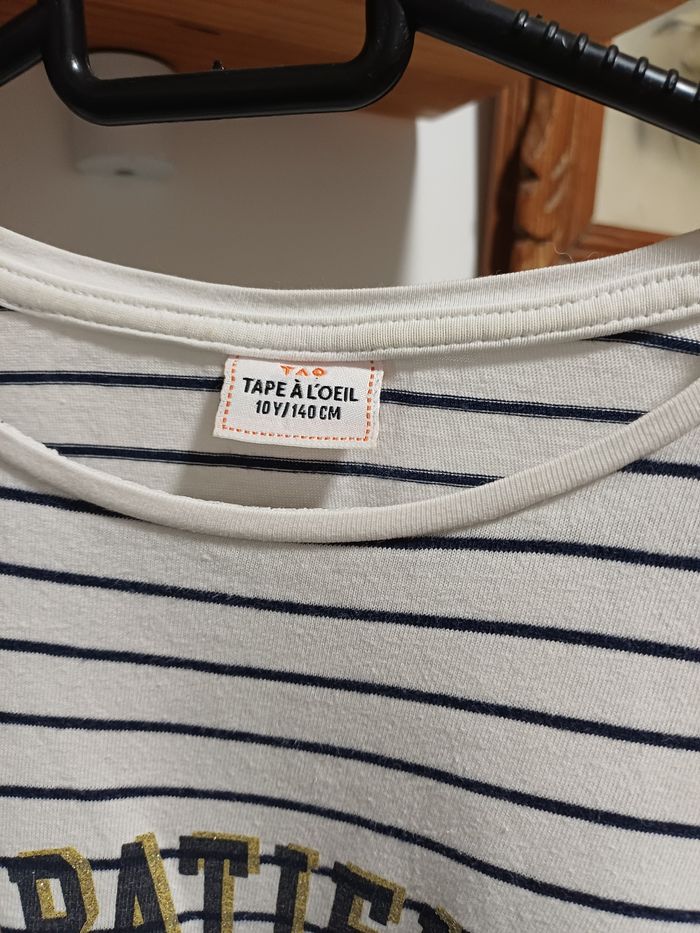 TAO
TAPE À L'OEIL
10Y/140CM